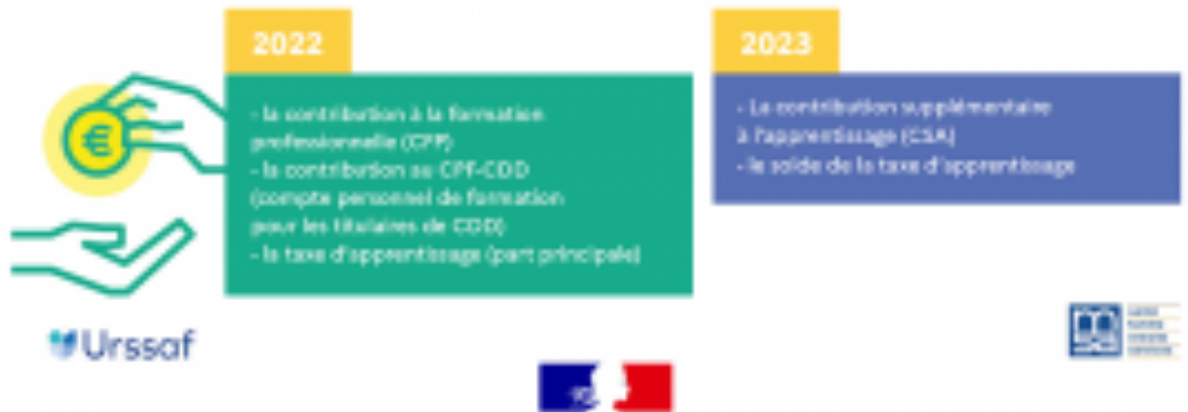 2022
- la contribution à la formation
professionnelle (CFP)
- la contribution au CPF-CDD
(compte personnel de formation
pour les titulaires de CDD)
- la taxe d'apprentissage (part principale)
2023
- La contribution supplémentaire
à l'apprentissage (CSA)
- le solde de la taxe d'apprentissage
€
Urssaf